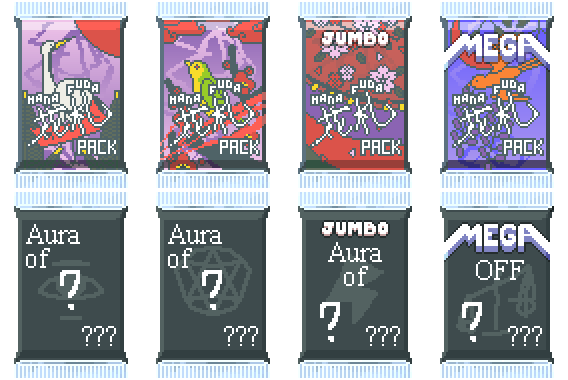 HANA FUDA
花札
PACK
HANA FUDA
花札
PACK
JUMBO
HANA FUDA
花札
PACK
MEGA
HANA FUDA
花札
PACK
Aura
of
?
???
Aura
of
?
???
JUMBO
Aura
of
?
???
MEGA
OFF
?
???